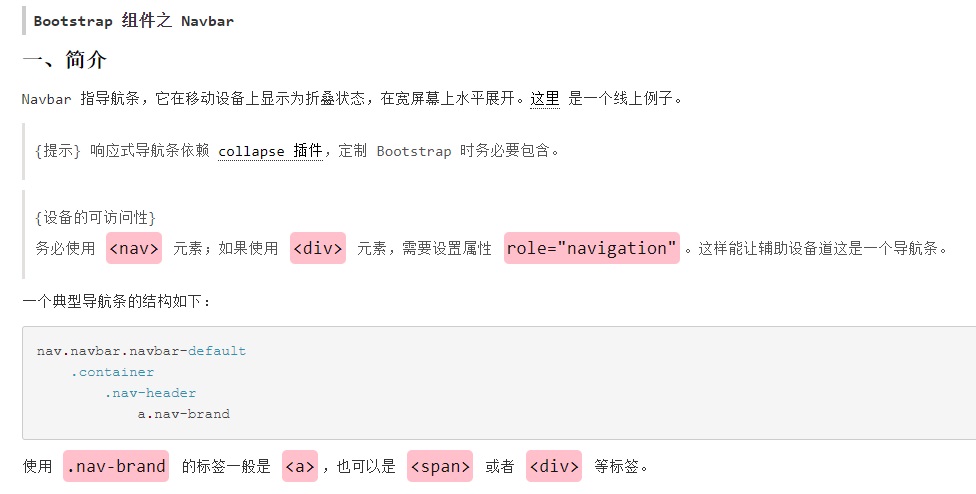 Bootstrap 组件之 Navbar
一、简介
Navbar 指导航条，它在移动设备上显示为折叠状态，在宽屏幕上水平展开。这里 是一个线上例子。
{提示} 响应式导航条依赖 collapse 插件，定制 Bootstrap 时务必要包含。
{设备的可访问性}
务必使用 <nav> 元素；如果使用 <div> 元素，需要设置属性 role="navigation" 。这样能让辅助设备道这是一个导航条。
一个典型导航条的结构如下：
nav.navbar.navbar-default
    .container
        .nav-header
            a.nav-brand
使用 .nav-brand 的标签一般是 <a> ，也可以是 <span> 或者 <div> 等标签。